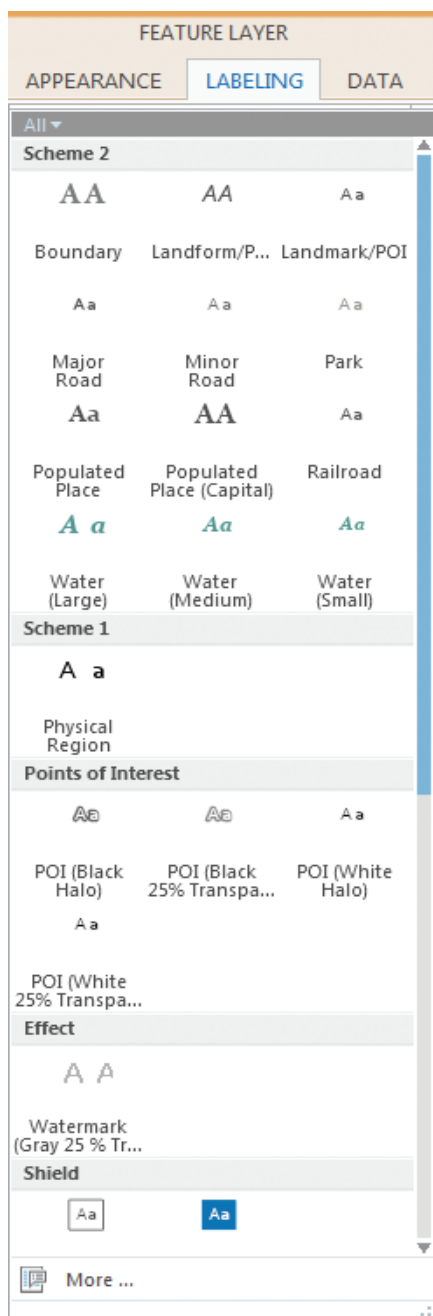 FEATURE LAYER
APPEARANCE LABELING DATA
All
Scheme 2
AA AA Aa
Boundary Landform/P... Landmark/POI
Aa Aa Aa
Major Minor Park
Road Road
Aa AA Aa
Populated Populated Railroad
Place Place (Capital)
A a Aa Aa
Water Water Water
(Large) (Medium) (Small)
Scheme 1
A a
Physical
Region
Points of Interest
Aa Aa Aa
POI (Black POI (Black POI (White
Halo) 25% Transpa... Halo)
Aa
POI (White
25% Transpa...
Effect
A A
Watermark
(Gray 25 % Tr...
Shield
Aa Aa
More ...